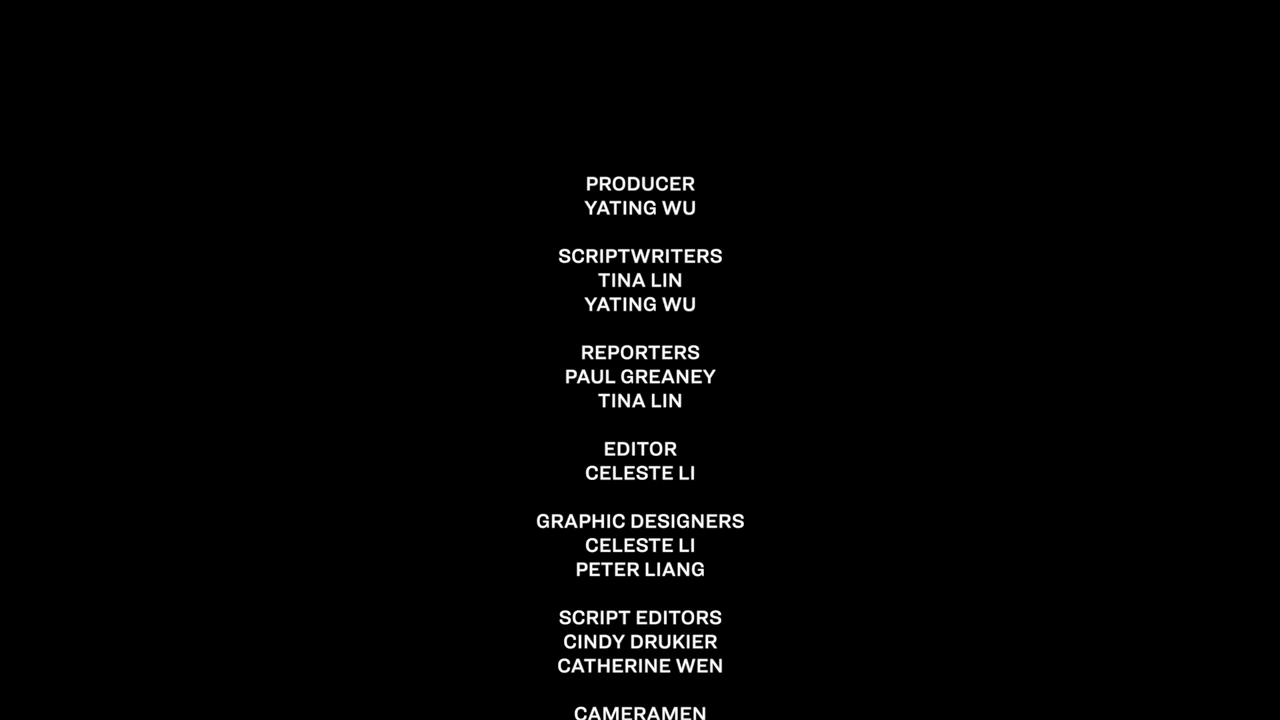 PRODUCER
YATING WU
SCRIPTWRITERS
TINA LIN
YATING WU
REPORTERS
PAUL GREANEY
TINA LIN
EDITOR
CELESTE LI
GRAPHIC DESIGNERS
CELESTE LI
PETER LIANG
SCRIPT EDITORS
CINDY DRUKIER
CATHERINE WEN
CAMERAMEN